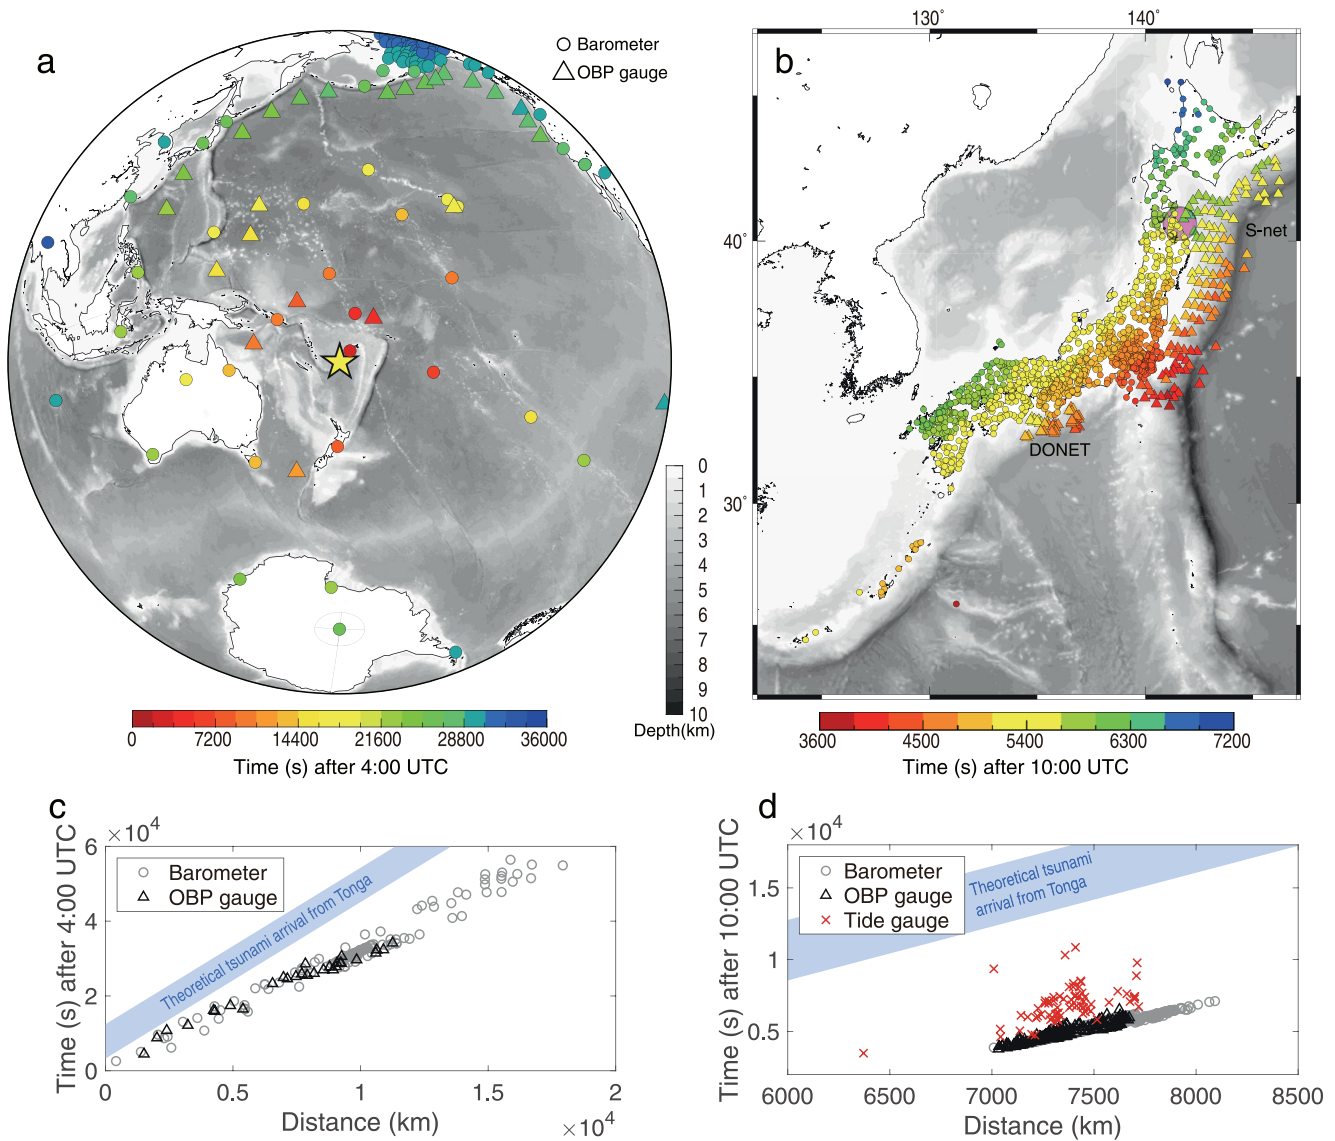 a
Barometer
OBP gauge
0
1
2
3
4
5
6
7
8
9
10
Depth(km)
0 7200 14400 21600 28800 36000
Time (s) after 4:00 UTC
130° 140°
b
40°
30°
S-net
DONET
3600 4500 5400 6300 7200
Time (s) after 10:00 UTC
c
×10⁴
6
4
2
0
Time (s) after 4:00 UTC
Barometer
OBP gauge
Theoretical tsunami arrival from Tonga
0 0.5 1 1.5 2
Distance (km)
×10⁴
d
×10⁴
1.5
1.0
0.5
Time (s) after 10:00 UTC
Barometer
OBP gauge
Tide gauge
Theoretical tsunami
arrival from Tonga
6000 6500 7000 7500 8000 8500
Distance (km)